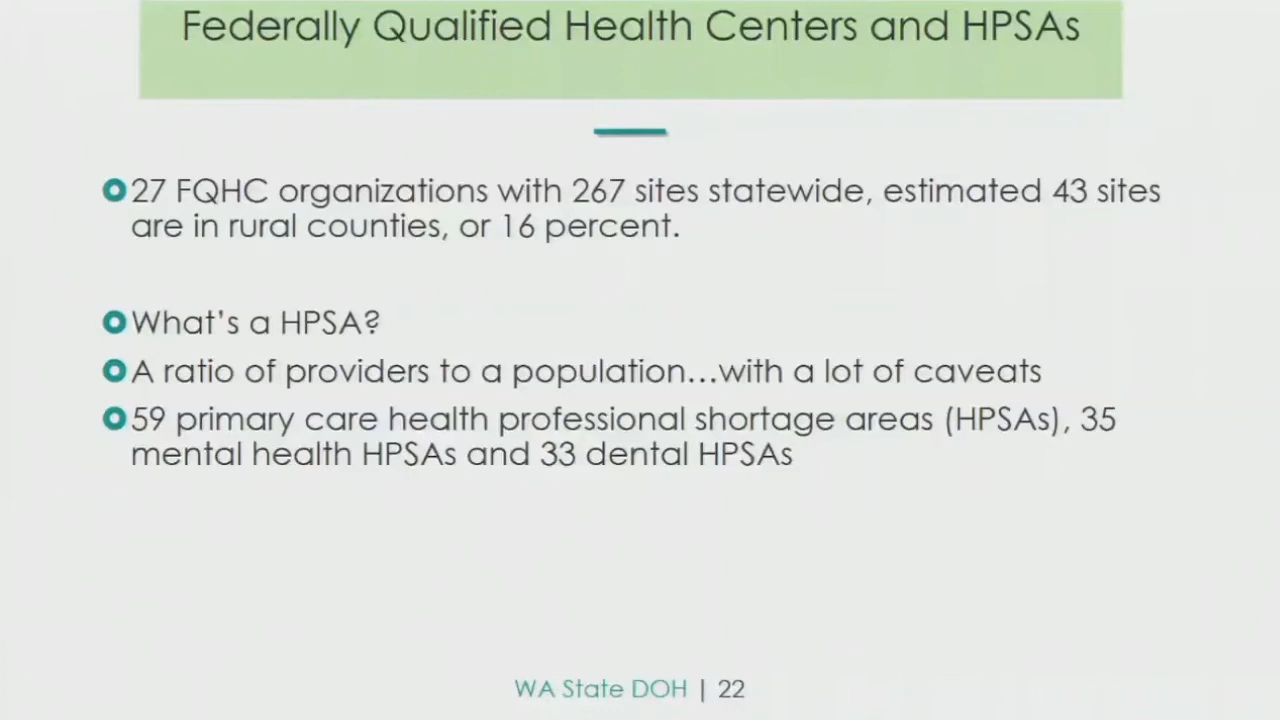 Federally Qualified Health Centers and HPSAs
27 FQHC organizations with 267 sites statewide, estimated 43 sites
are in rural counties, or 16 percent.
What's a HPSA?
A ratio of providers to a population...with a lot of caveats
59 primary care health professional shortage areas (HPSAs), 35
mental health HPSAs and 33 dental HPSAs
WA State DOH | 22